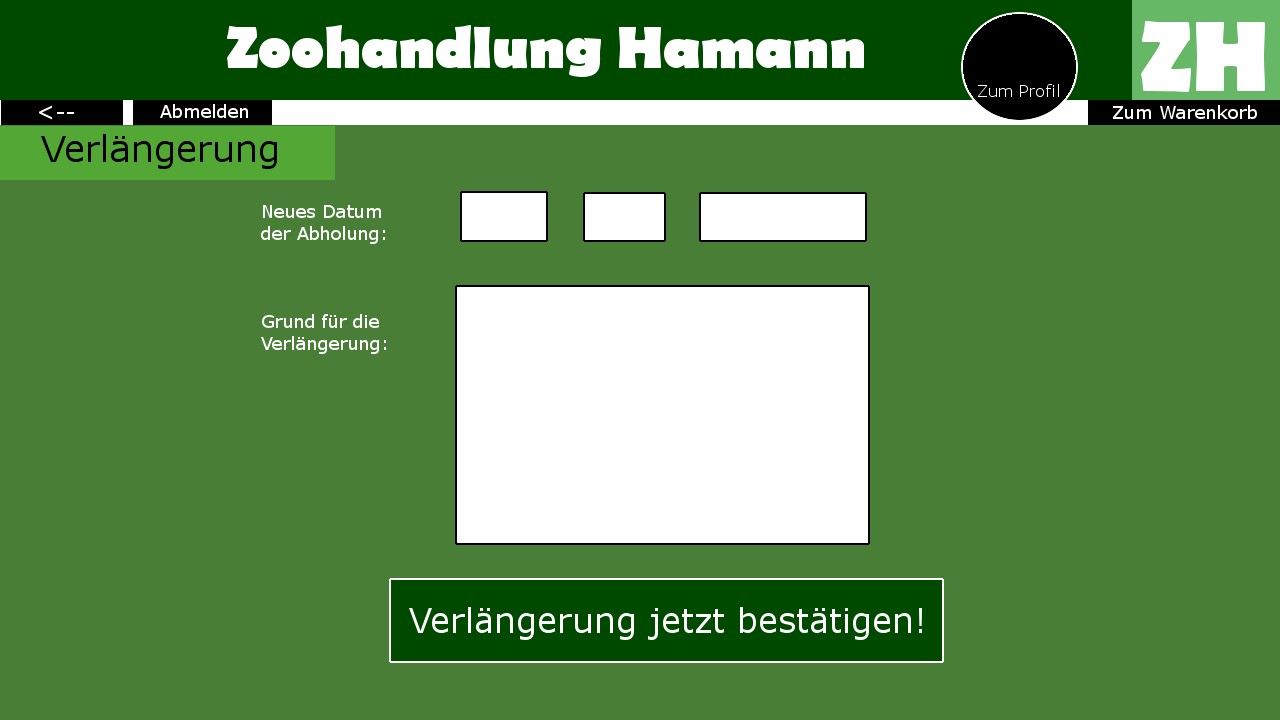 Zoohandlung Hamann
ZH
Zum Profil
<--
Abmelden
Zum Warenkorb
Verlängerung
Neues Datum
der Abholung:
Grund für die
Verlängerung:
Verlängerung jetzt bestätigen!